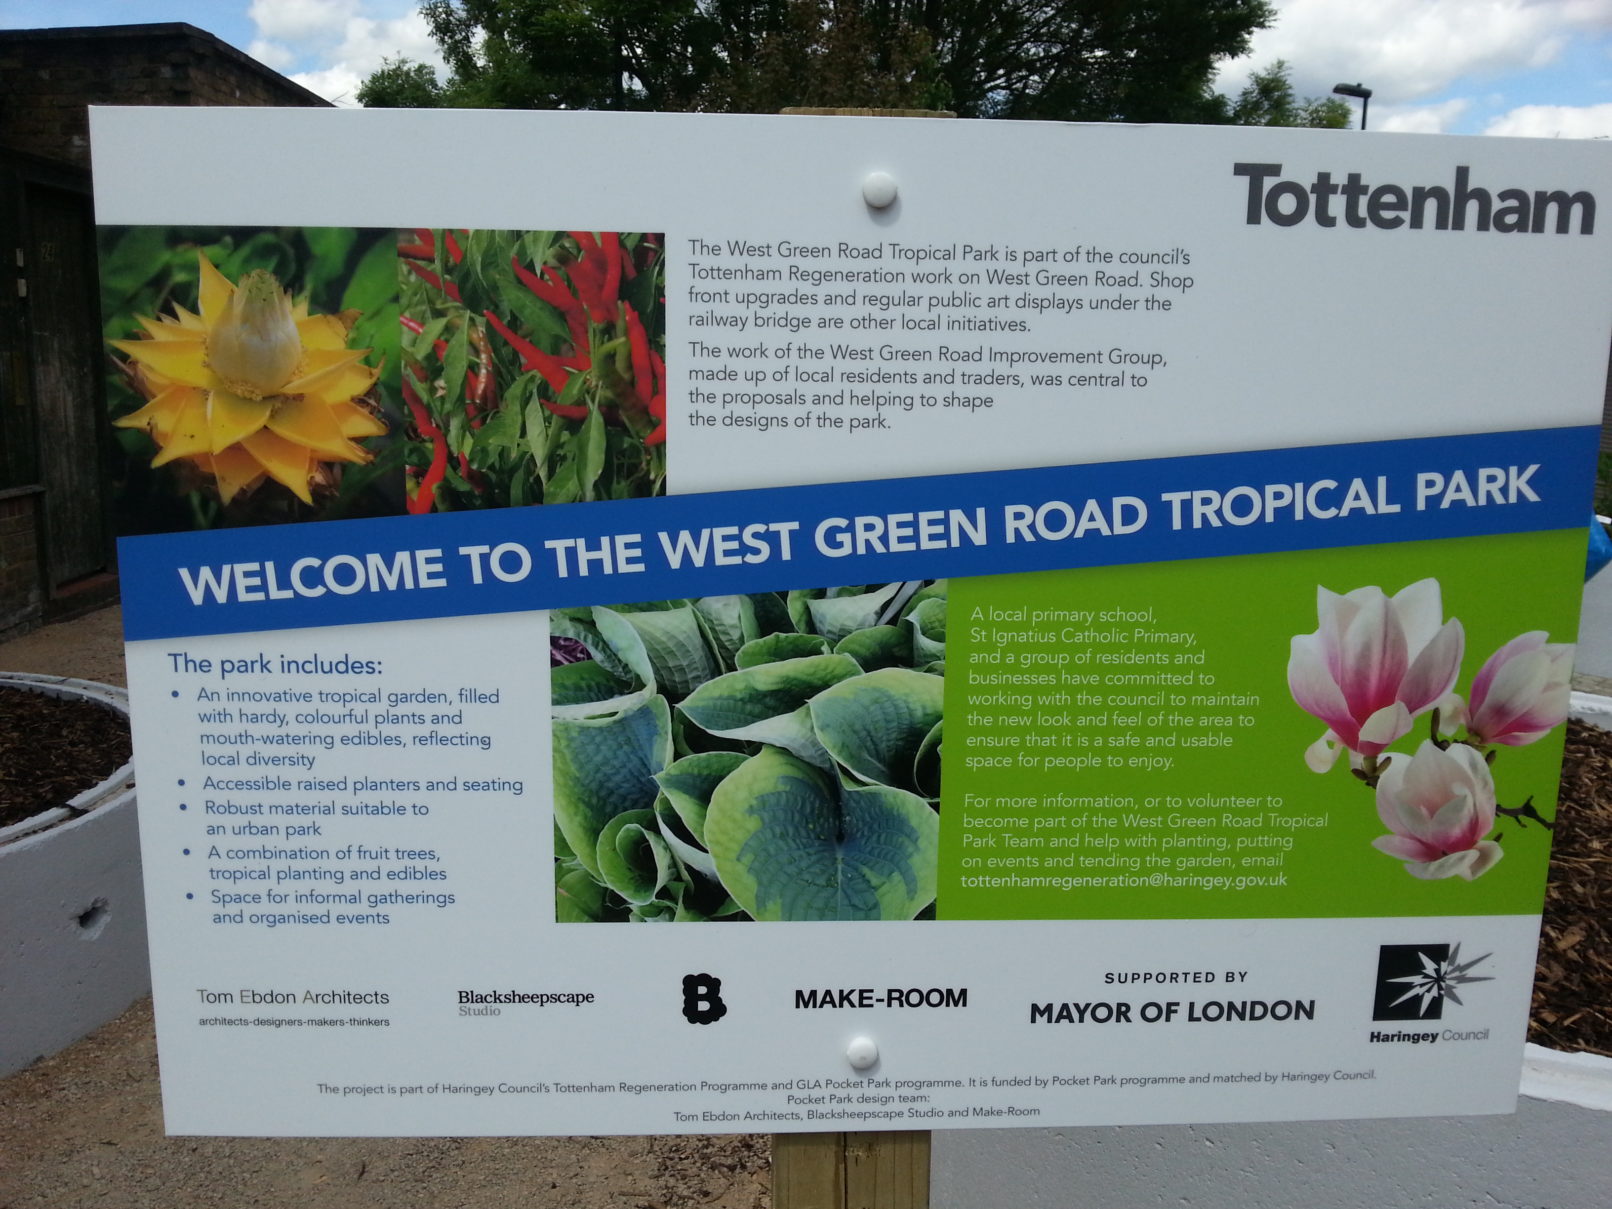 Tottenham
The West Green Road Tropical Park is part of the council's
Tottenham Regeneration work on West Green Road. Shop
front upgrades and regular public art displays under the
railway bridge are other local initiatives.
The work of the West Green Road Improvement Group,
made up of local residents and traders, was central to
the proposals and helping to shape
the designs of the park.
WELCOME TO THE WEST GREEN ROAD TROPICAL PARK
The park includes:
• An innovative tropical garden, filled
with hardy, colourful plants and
mouth-watering edibles, reflecting
local diversity
• Accessible raised planters and seating
• Robust material suitable to
an urban park
• A combination of fruit trees,
tropical planting and edibles
• Space for informal gatherings
and organised events
A local primary school,
St Ignatius Catholic Primary,
and a group of residents and
businesses have committed to
working with the council to maintain
the new look and feel of the area to
ensure that it is a safe and usable
space for people to enjoy.
For more information, or to volunteer to
become part of the West Green Road Tropical
Park Team and help with planting, putting
on events and tending the garden, email
tottenhamregeneration@haringey.gov.uk
Tom Ebdon Architects
architects-designers-makers-thinkers
Blacksheepscape
Studio
B
MAKE-ROOM
SUPPORTED BY
MAYOR OF LONDON
Haringey Council
The project is part of Haringey Council's Tottenham Regeneration Programme and GLA Pocket Park programme. It is funded by Pocket Park programme and matched by Haringey Council.
Pocket Park design team:
Tom Ebdon Architects, Blacksheepscape Studio and Make-Room